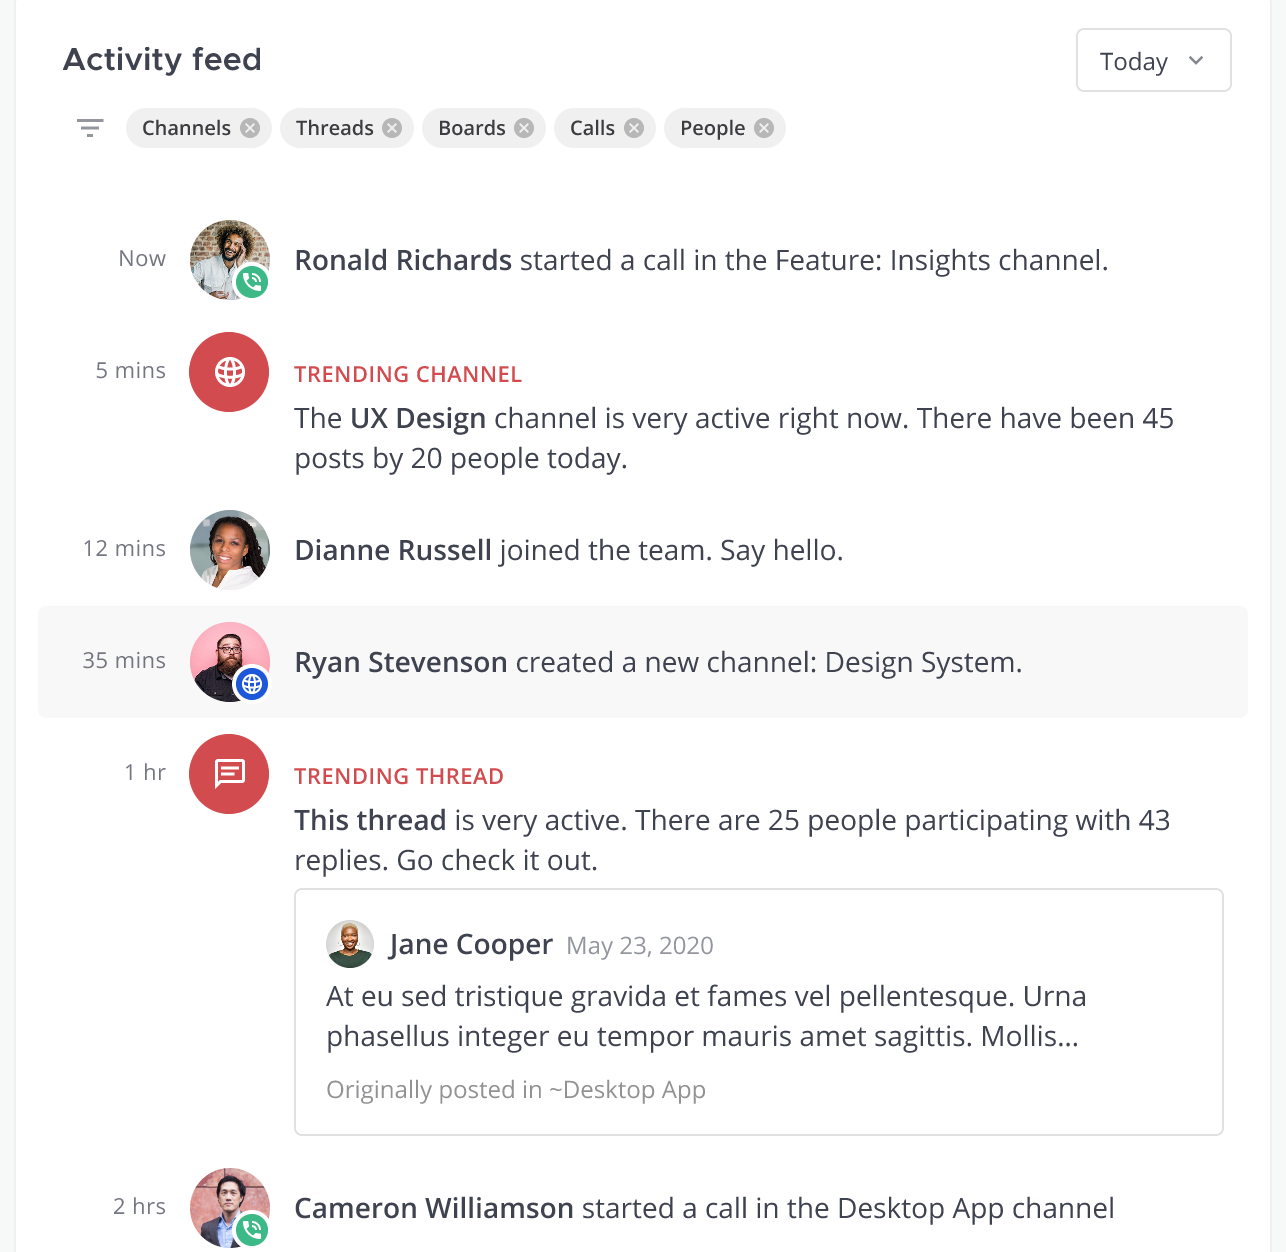 Activity feed
Today
Channels
Threads
Boards
Calls
People
Now
Ronald Richards started a call in the Feature: Insights channel.
5 mins
TRENDING CHANNEL
The UX Design channel is very active right now. There have been 45
posts by 20 people today.
12 mins
Dianne Russell joined the team. Say hello.
35 mins
Ryan Stevenson created a new channel: Design System.
1 hr
TRENDING THREAD
This thread is very active. There are 25 people participating with 43
replies. Go check it out.
Jane Cooper May 23, 2020
At eu sed tristique gravida et fames vel pellentesque. Urna
phasellus integer eu tempor mauris amet sagittis. Mollis...
Originally posted in ~Desktop App
2 hrs
Cameron Williamson started a call in the Desktop App channel